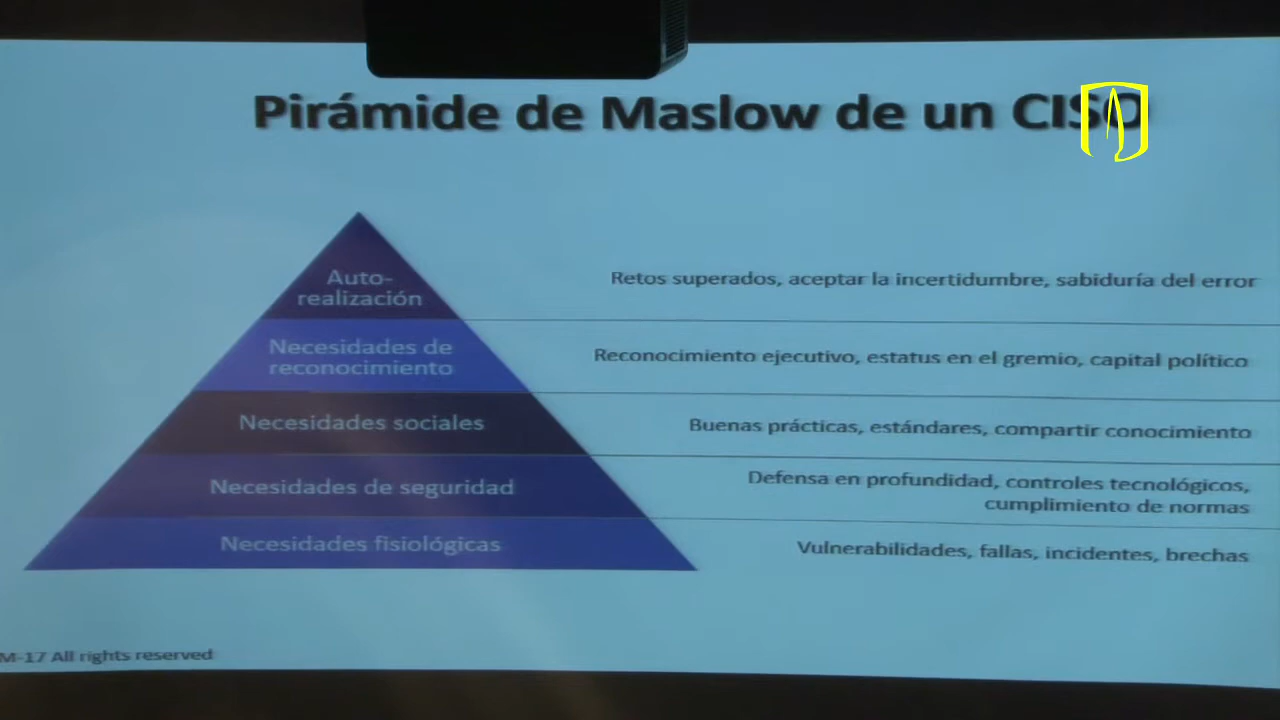 Pirámide de Maslow de un CISO
Auto-
realización
Retos superados, aceptar la incertidumbre, sabiduría del error
Necesidades de
reconocimiento
Reconocimiento ejecutivo, estatus en el gremio, capital político
Necesidades sociales
Buenas prácticas, estándares, compartir conocimiento
Necesidades de seguridad
Defensa en profundidad, controles tecnológicos,
cumplimiento de normas
Necesidades fisiológicas
Vulnerabilidades, fallas, incidentes, brechas
M-17 All rights reserved